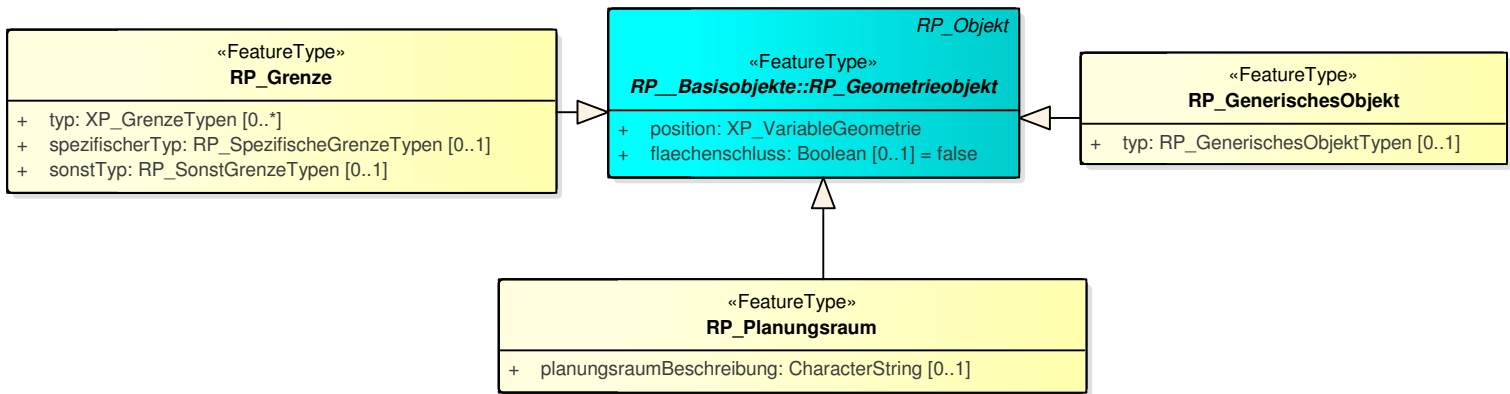 «FeatureType»
RP_Grenze
+ typ: XP_GrenzeTypen [0..*]
+ spezifischerTyp: RP_SpezifischeGrenzeTypen [0..1]
+ sonstTyp: RP_SonstGrenzeTypen [0..1]
RP_Objekt
«FeatureType»
RP__Basisobjekte::RP_Geometrieobjekt
+ position: XP_VariableGeometrie
+ flaechenschluss: Boolean [0..1] = false
«FeatureType»
RP_GenerischesObjekt
+ typ: RP_GenerischesObjektTypen [0..1]
«FeatureType»
RP_Planungsraum
+ planungsraumBeschreibung: CharacterString [0..1]